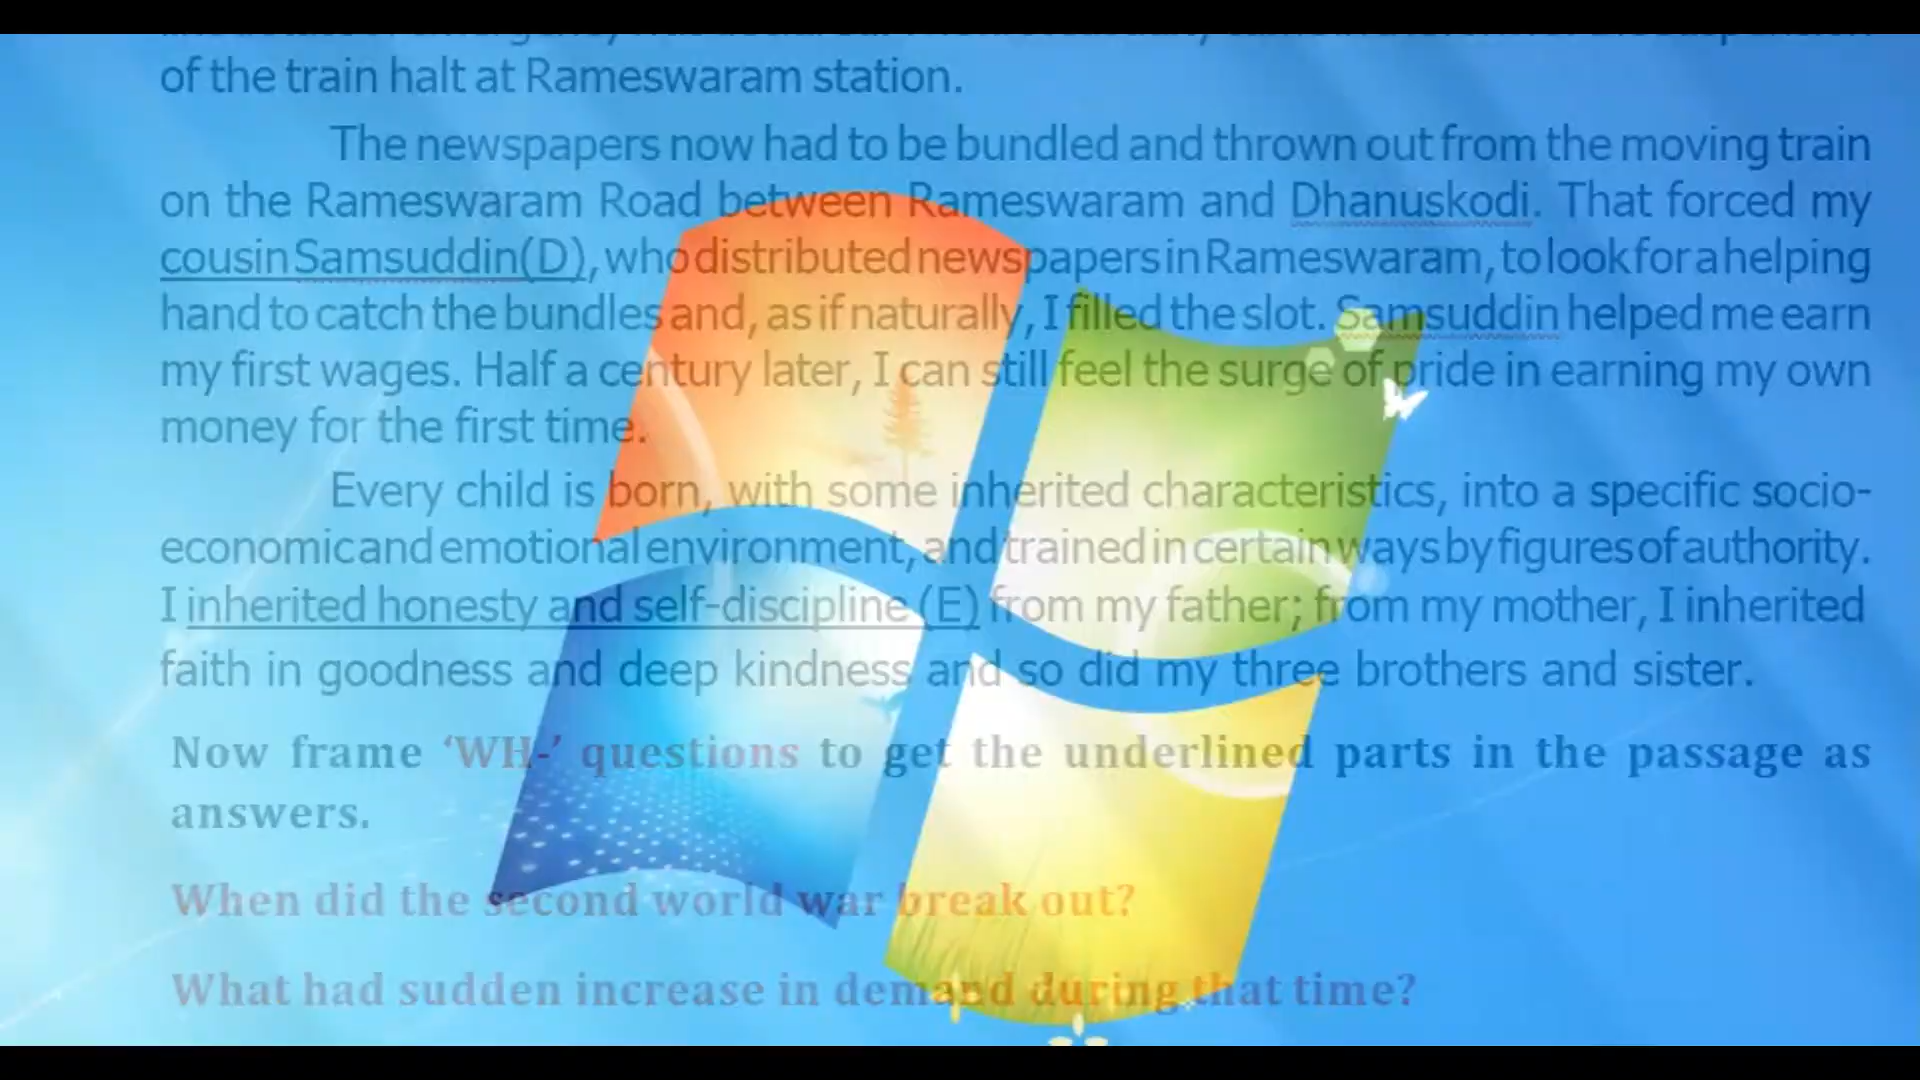 of the train halt at Rameswaram station.
The newspapers now had to be bundled and thrown out from the moving train
on the Rameswaram Road between Rameswaram and Dhanuskodi. That forced my
cousin Samsuddin(D), who distributed newspapers in Rameswaram, to look for a helping
hand to catch the bundles and, as if naturally, I filled the slot. Samsuddin helped me earn
my first wages. Half a century later, I can still feel the surge of pride in earning my own
money for the first time.
Every child is born, with some inherited characteristics, into a specific socio-
economic and emotional environment, and trained in certain ways by figures of authority.
I inherited honesty and self-discipline (E) from my father; from my mother, I inherited
faith in goodness and deep kindness and so did my three brothers and sister.
Now frame ‘WH-’ questions to get the underlined parts in the passage as
answers.
When did the second world war break out?
What had sudden increase in demand during that time?